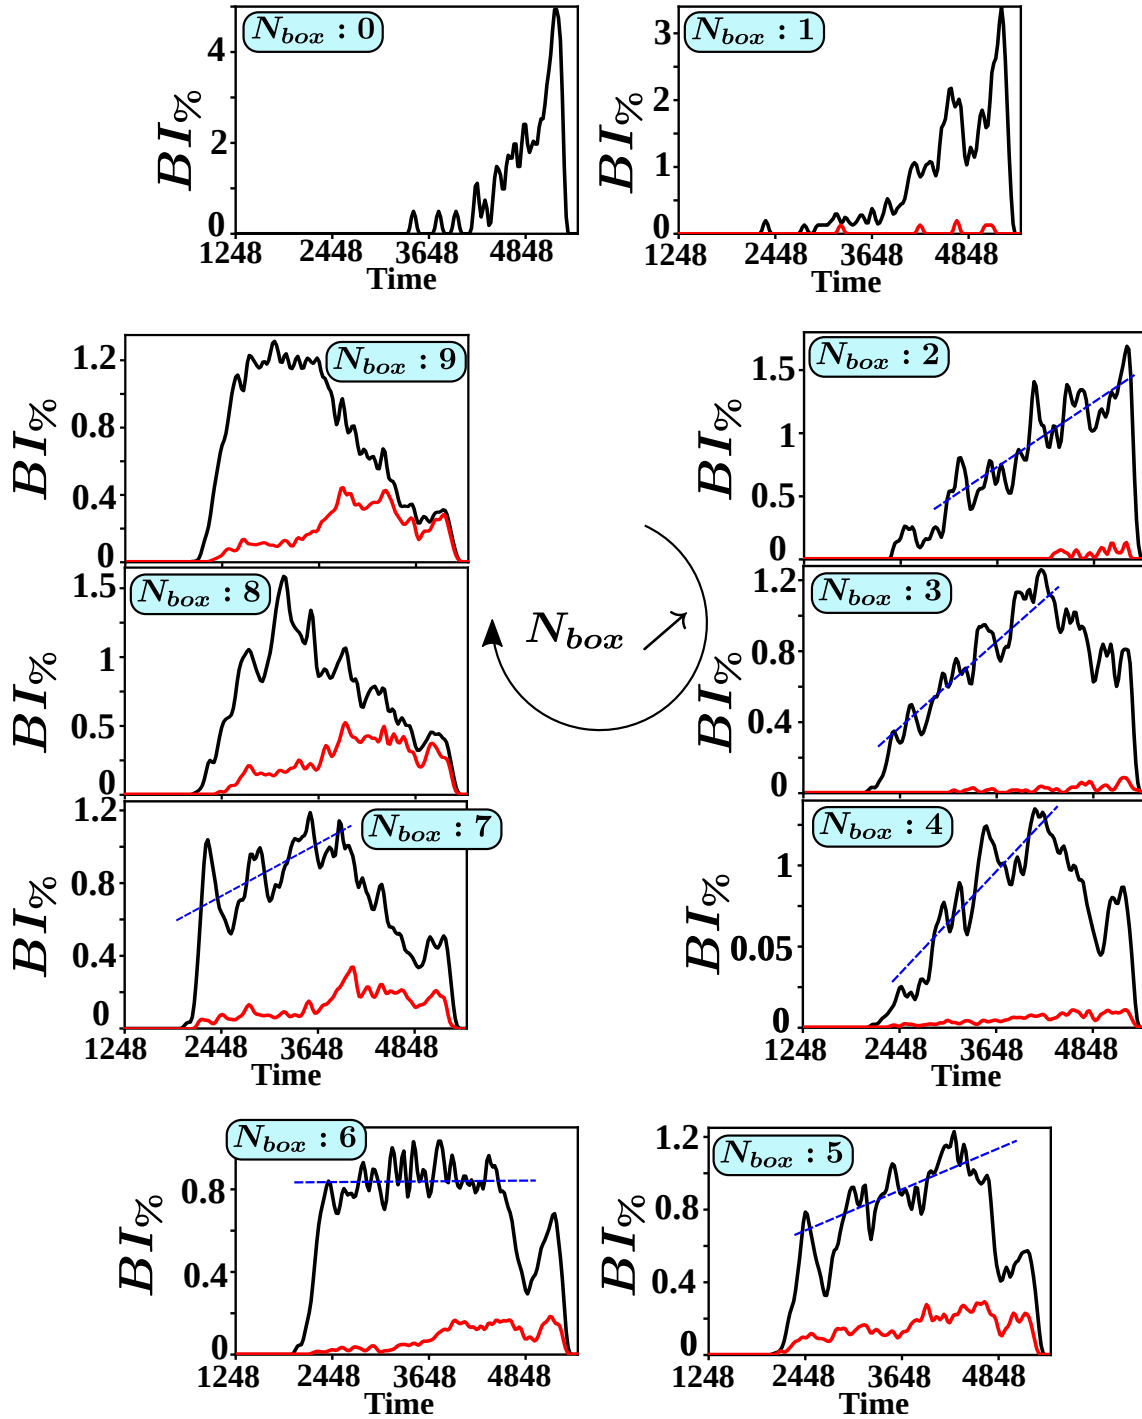 N_box : 0
4
2
0
BI%
1248 2448 3648 4848
Time
N_box : 1
3
2
1
0
BI%
1248 2448 3648 4848
Time
N_box : 9
1.2
0.8
0.4
0
BI%
N_box : 2
1.5
1
0.5
0
BI%
N_box
N_box : 8
1.5
1
0.5
0
BI%
N_box : 3
1.2
0.8
0.4
0
BI%
N_box : 7
1.2
0.8
0.4
0
BI%
1248 2448 3648 4848
Time
N_box : 4
1
0.05
0
BI%
1248 2448 3648 4848
Time
N_box : 6
0.8
0.4
0
BI%
1248 2448 3648 4848
Time
N_box : 5
1.2
0.8
0.4
0
BI%
1248 2448 3648 4848
Time